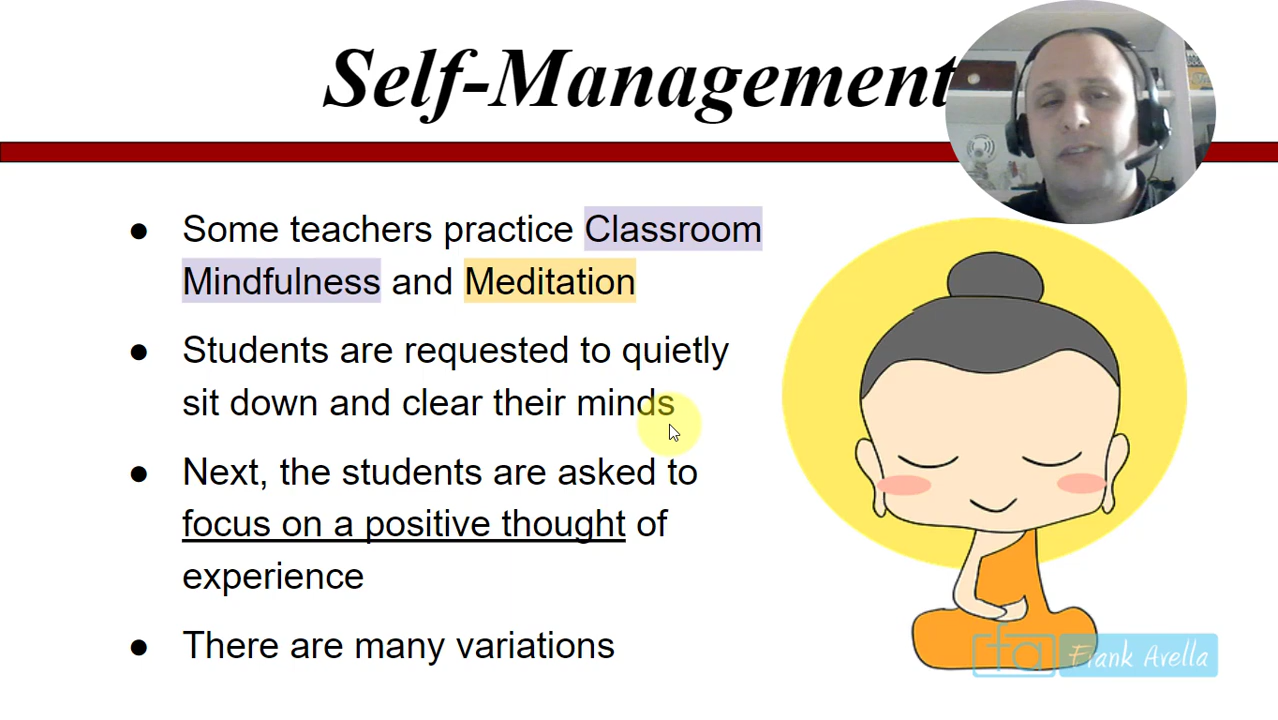 Self-Management
● Some teachers practice Classroom
Mindfulness and Meditation
● Students are requested to quietly
sit down and clear their minds
● Next, the students are asked to
focus on a positive thought of
experience
● There are many variations
fa Frank Avella